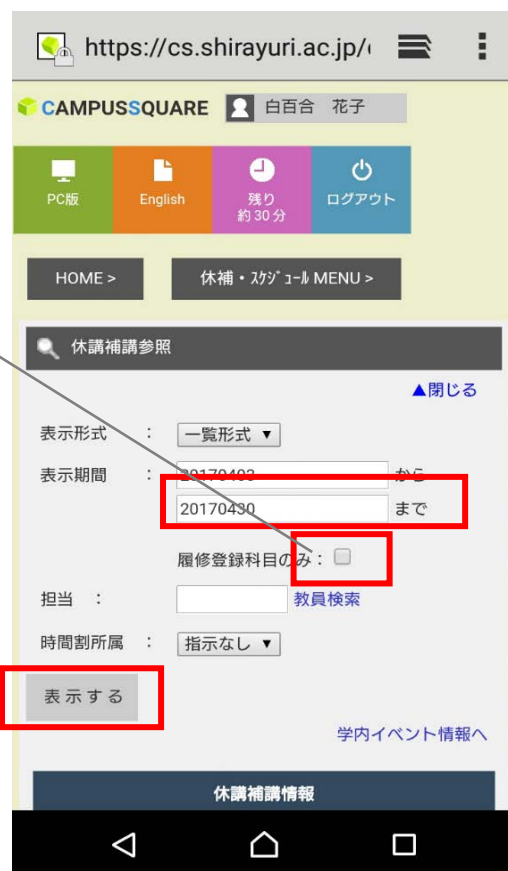 https://cs.shirayuri.ac.jp/
CAMPUSSQUARE 白百合 花子
PC版 English 残り 約30分 ログアウト
HOME > 休補・ｽｹｼﾞｭｰﾙ MENU >
休講補講参照
▲閉じる
表示形式 : 一覧形式 ▼
表示期間 : 20170403 から
20170430 まで
履修登録科目のみ :
担当 : 教員検索
時間割所属 : 指示なし ▼
表示する
学内イベント情報へ
休講補講情報